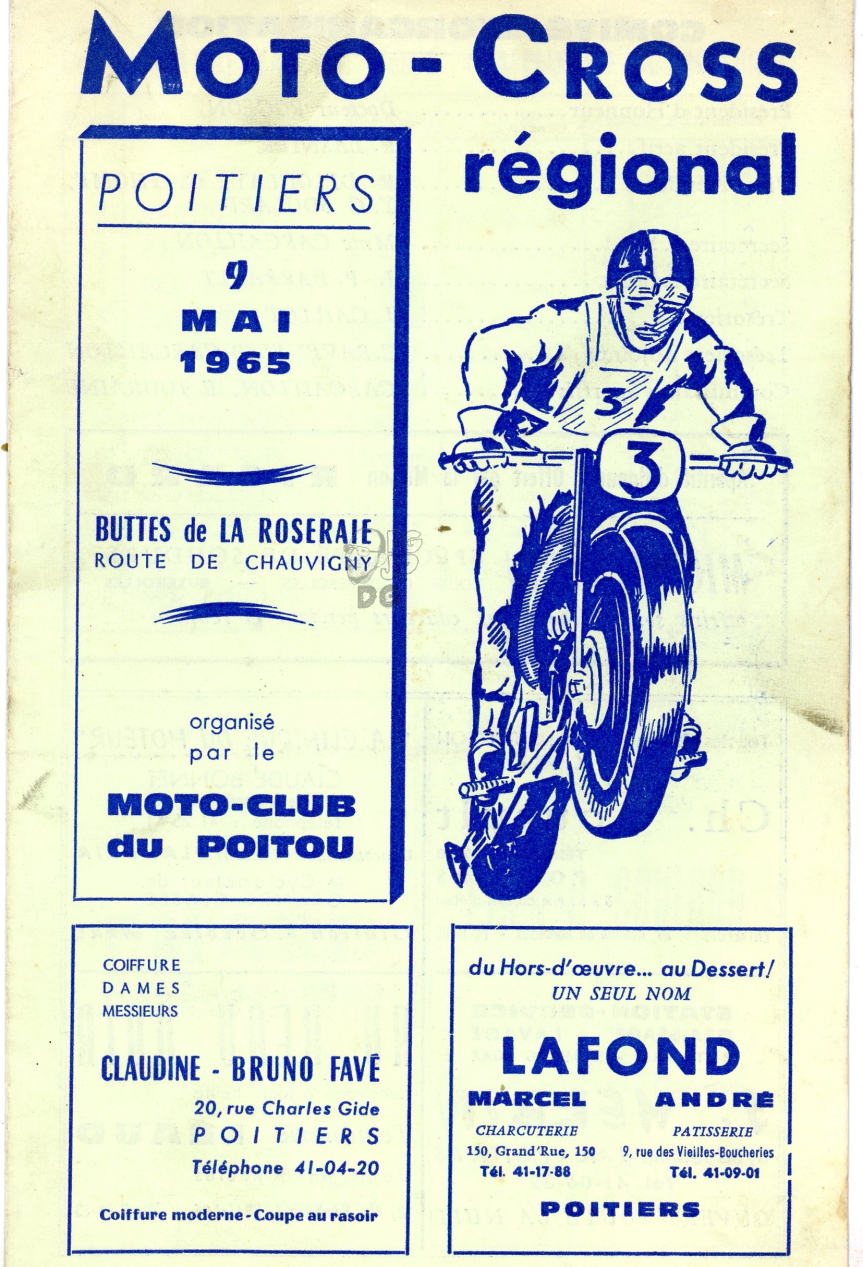 MOTO-CROSS
régional
POITIERS
9
MAI
1965
BUTTES de LA ROSERAIE
ROUTE DE CHAUVIGNY
organisé
par le
MOTO-CLUB
du POITOU
3
3
COIFFURE
DAMES
MESSIEURS
CLAUDINE - BRUNO FAVÉ
20, rue Charles Gide
POITIERS
Téléphone 41-04-20
Coiffure moderne - Coupe au rasoir
du Hors-d'œuvre... au Dessert!
UN SEUL NOM
LAFOND
MARCEL
CHARCUTERIE
150, Grand'Rue, 150
Tél. 41-17-88
ANDRÉ
PATISSERIE
9, rue des Vieilles-Boucheries
Tél. 41-09-01
POITIERS